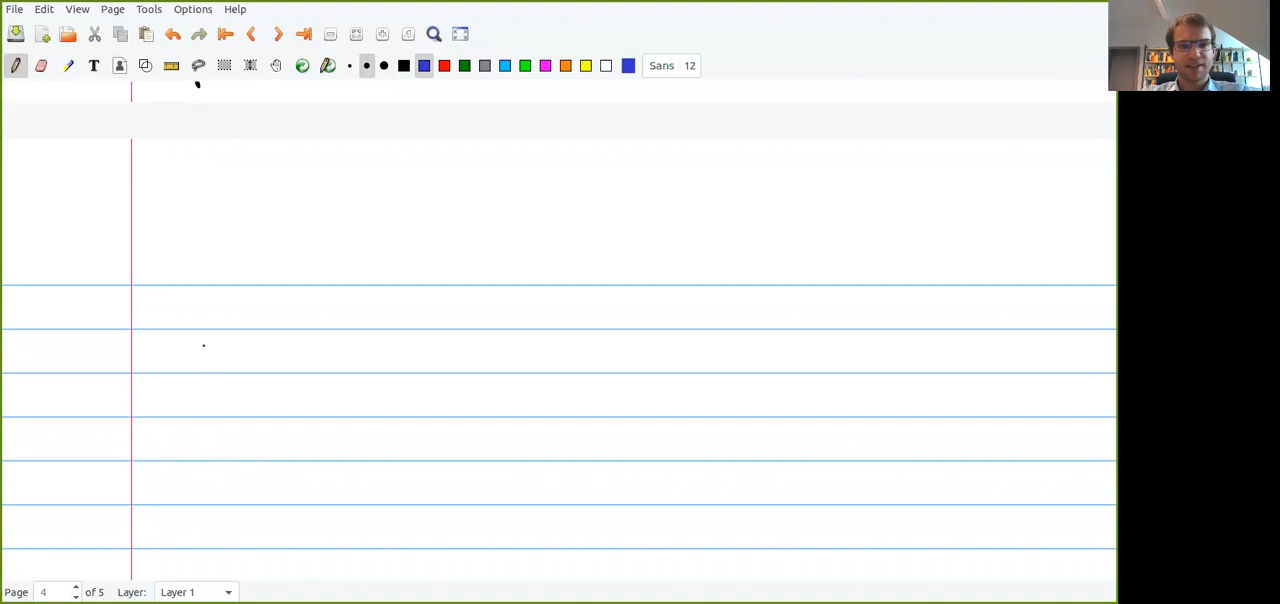 File Edit View Page Tools Options Help
Sans 12
Page 4 of 5 Layer: Layer 1